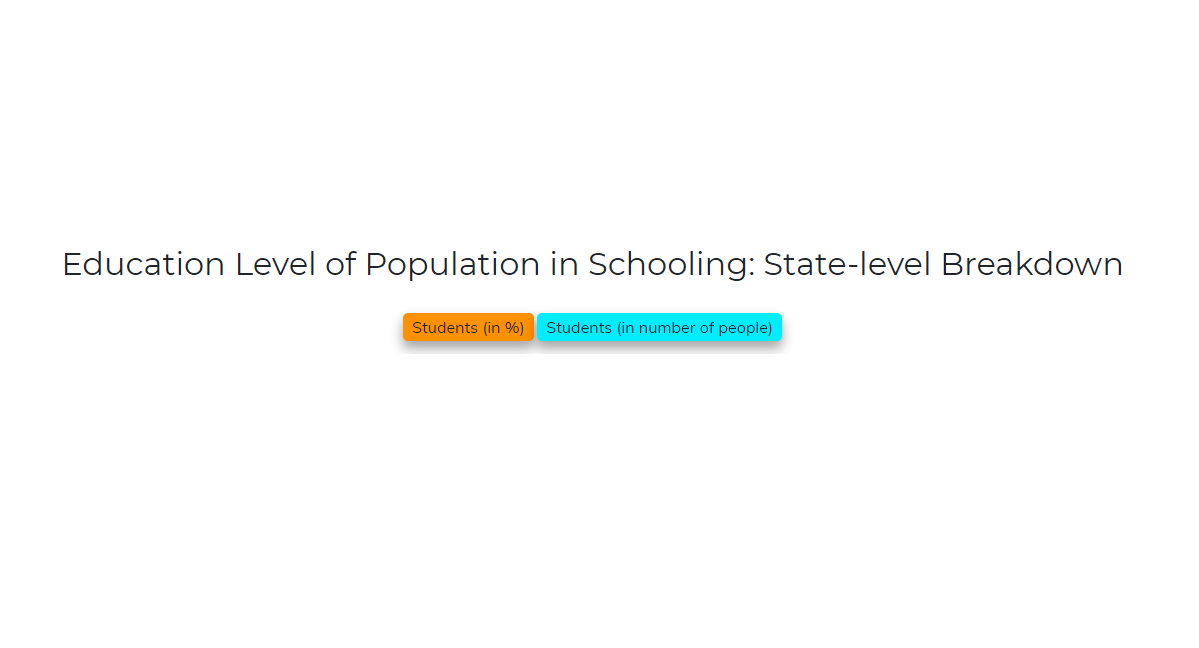 Education Level of Population in Schooling: State-level Breakdown
Students (in %) Students (in number of people)